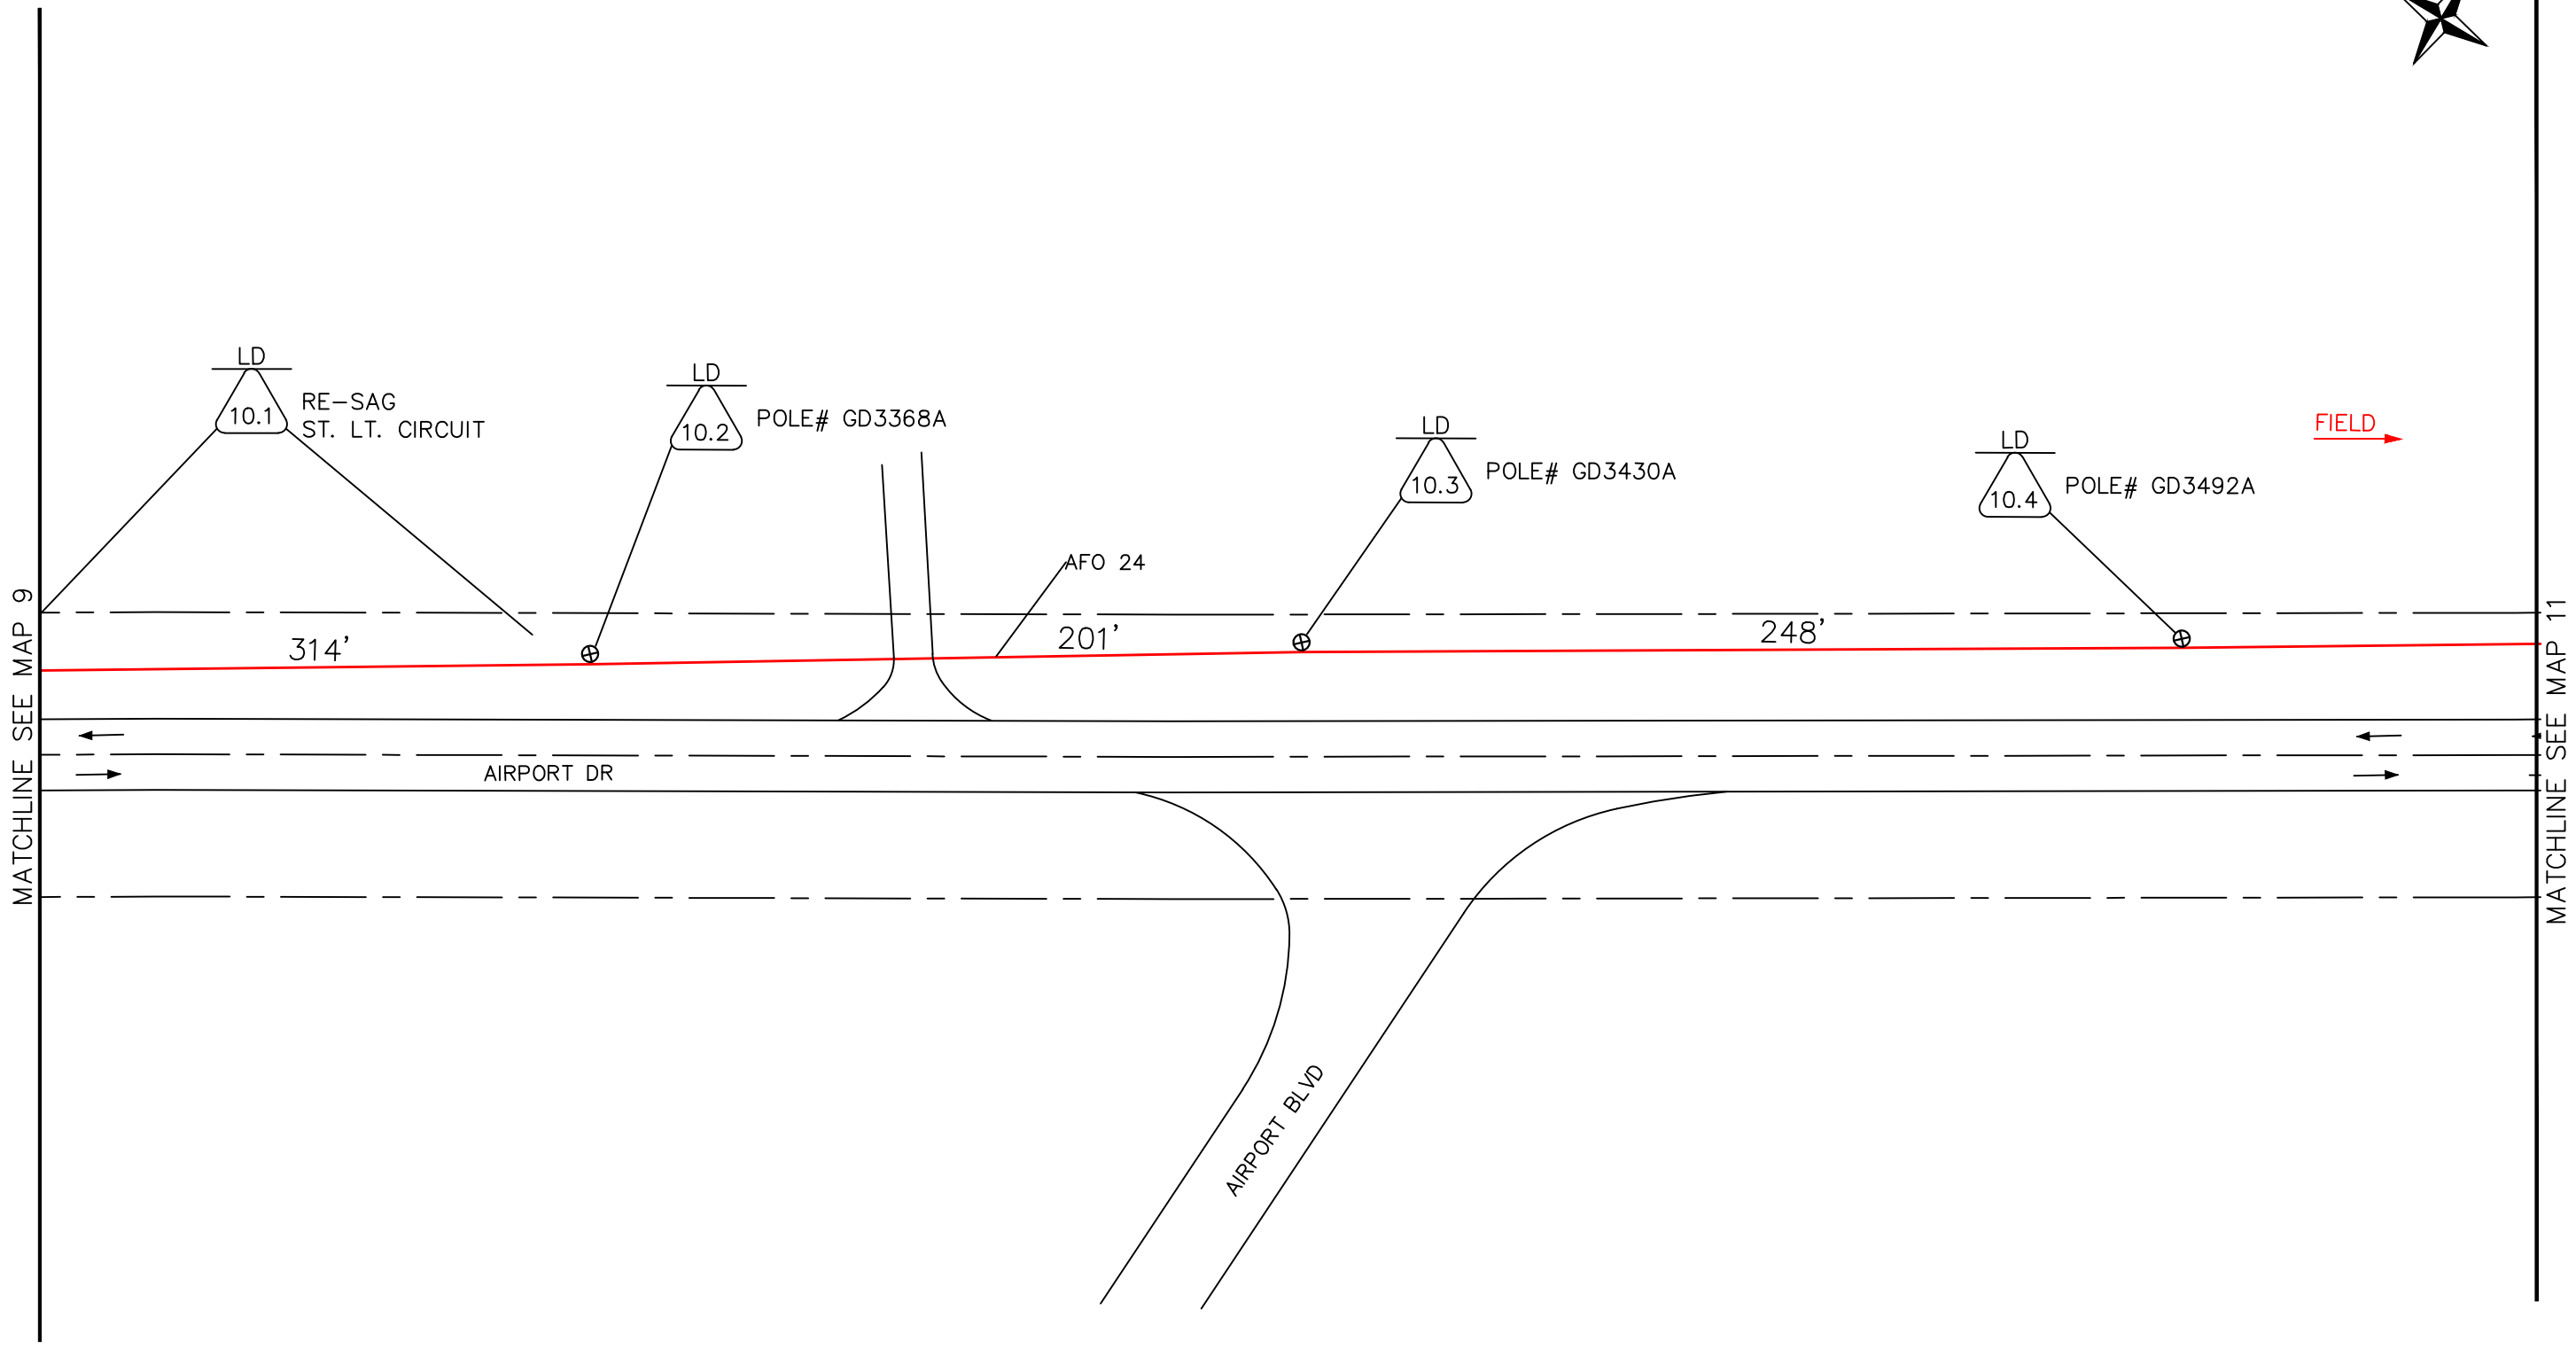 LD
10.1
RE-SAG
ST. LT. CIRCUIT
LD
10.2
POLE# GD3368A
LD
10.3
POLE# GD3430A
LD
10.4
POLE# GD3492A
FIELD
AFO 24
314'
201'
248'
MATCHLINE SEE MAP 9
MATCHLINE SEE MAP 11
AIRPORT DR
AIRPORT BLVD